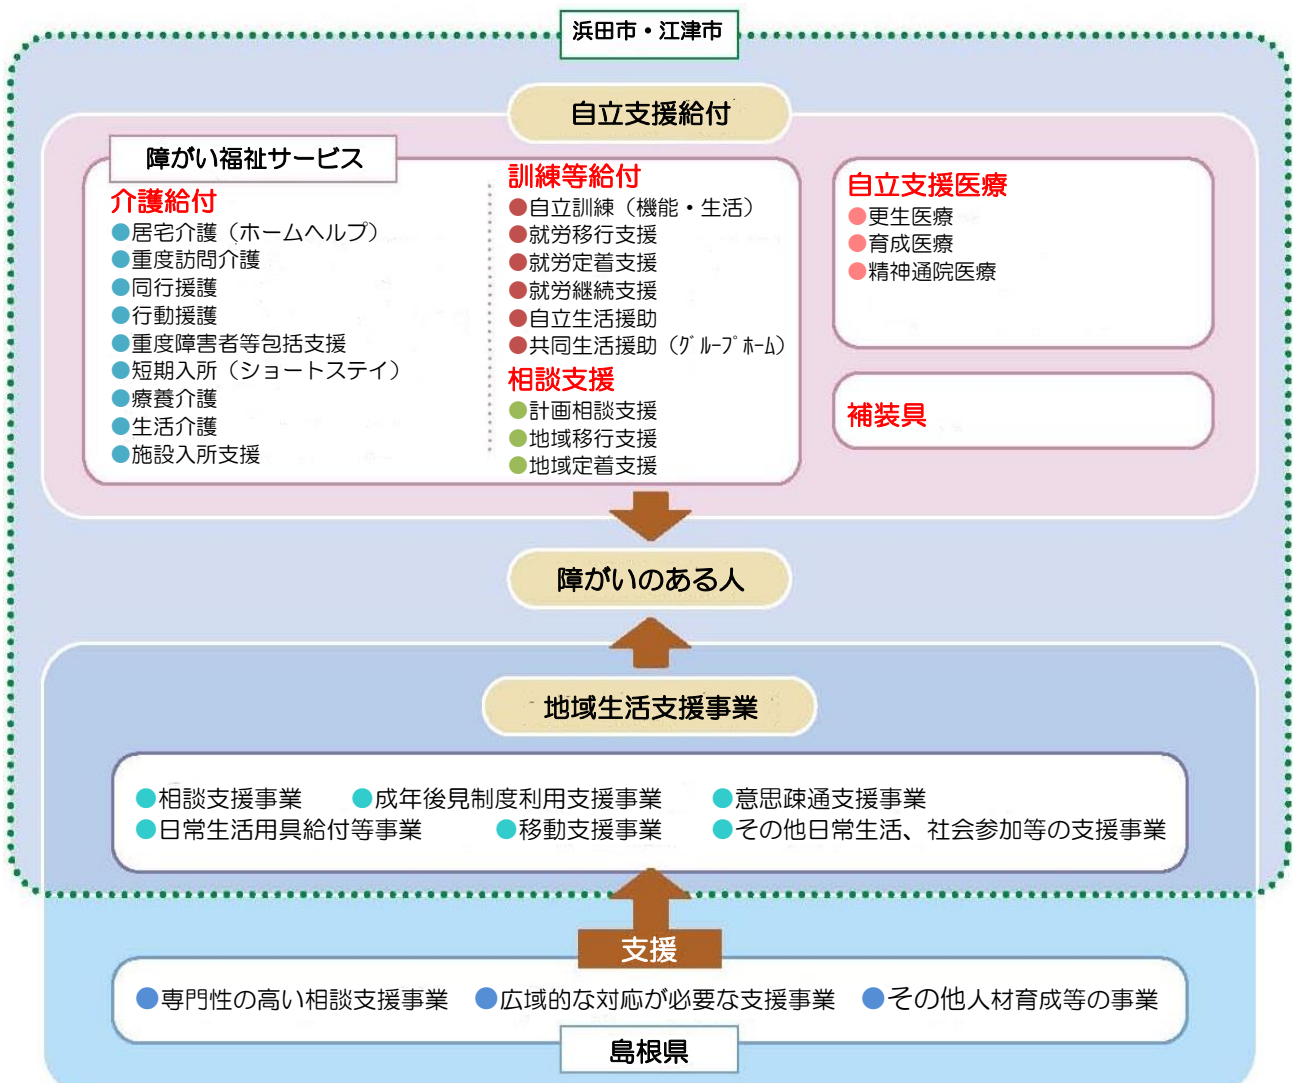 浜田市・江津市
自立支援給付
障がい福祉サービス
介護給付
●居宅介護（ホームヘルプ）
●重度訪問介護
●同行援護
●行動援護
●重度障害者等包括支援
●短期入所（ショートステイ）
●療養介護
●生活介護
●施設入所支援
訓練等給付
●自立訓練（機能・生活）
●就労移行支援
●就労定着支援
●就労継続支援
●自立生活援助
●共同生活援助（ｸﾞﾙｰﾌﾟﾎｰﾑ）
相談支援
●計画相談支援
●地域移行支援
●地域定着支援
自立支援医療
●更生医療
●育成医療
●精神通院医療
補装具
障がいのある人
地域生活支援事業
●相談支援事業 ●成年後見制度利用支援事業 ●意思疎通支援事業
●日常生活用具給付等事業 ●移動支援事業 ●その他日常生活、社会参加等の支援事業
支援
●専門性の高い相談支援事業 ●広域的な対応が必要な支援事業 ●その他人材育成等の事業
島根県